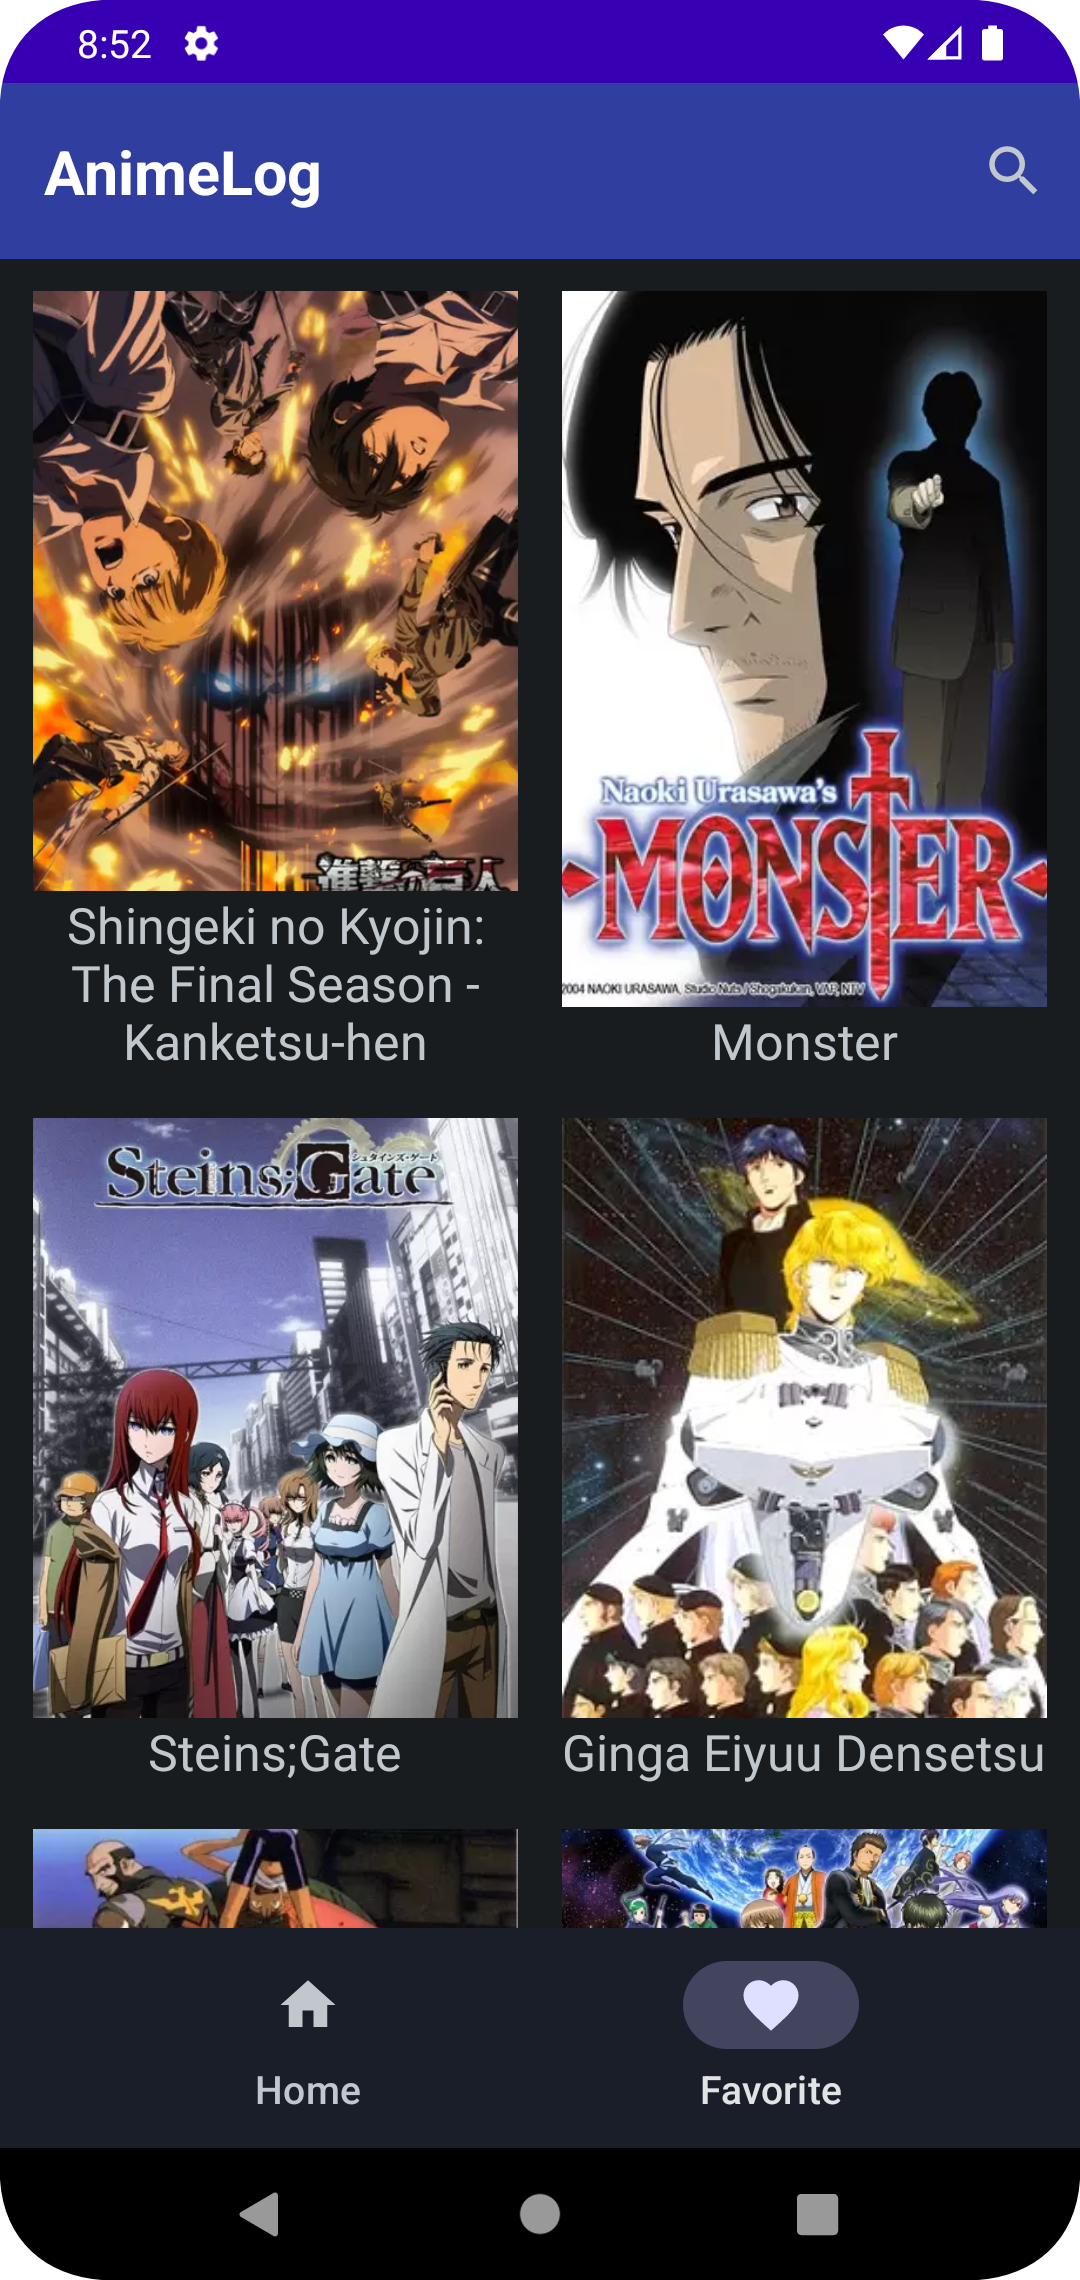 8:52
AnimeLog
進撃の巨人
Naoki Urasawa's
MONSTER
2004 NAOKI URASAWA, Studio Nuts / Shogakukan, VAP, NTV
Shingeki no Kyojin:
The Final Season -
Kanketsu-hen
Monster
シュタインズ・ゲート
Steins;Gate
Steins;Gate
Ginga Eiyuu Densetsu
Home
Favorite